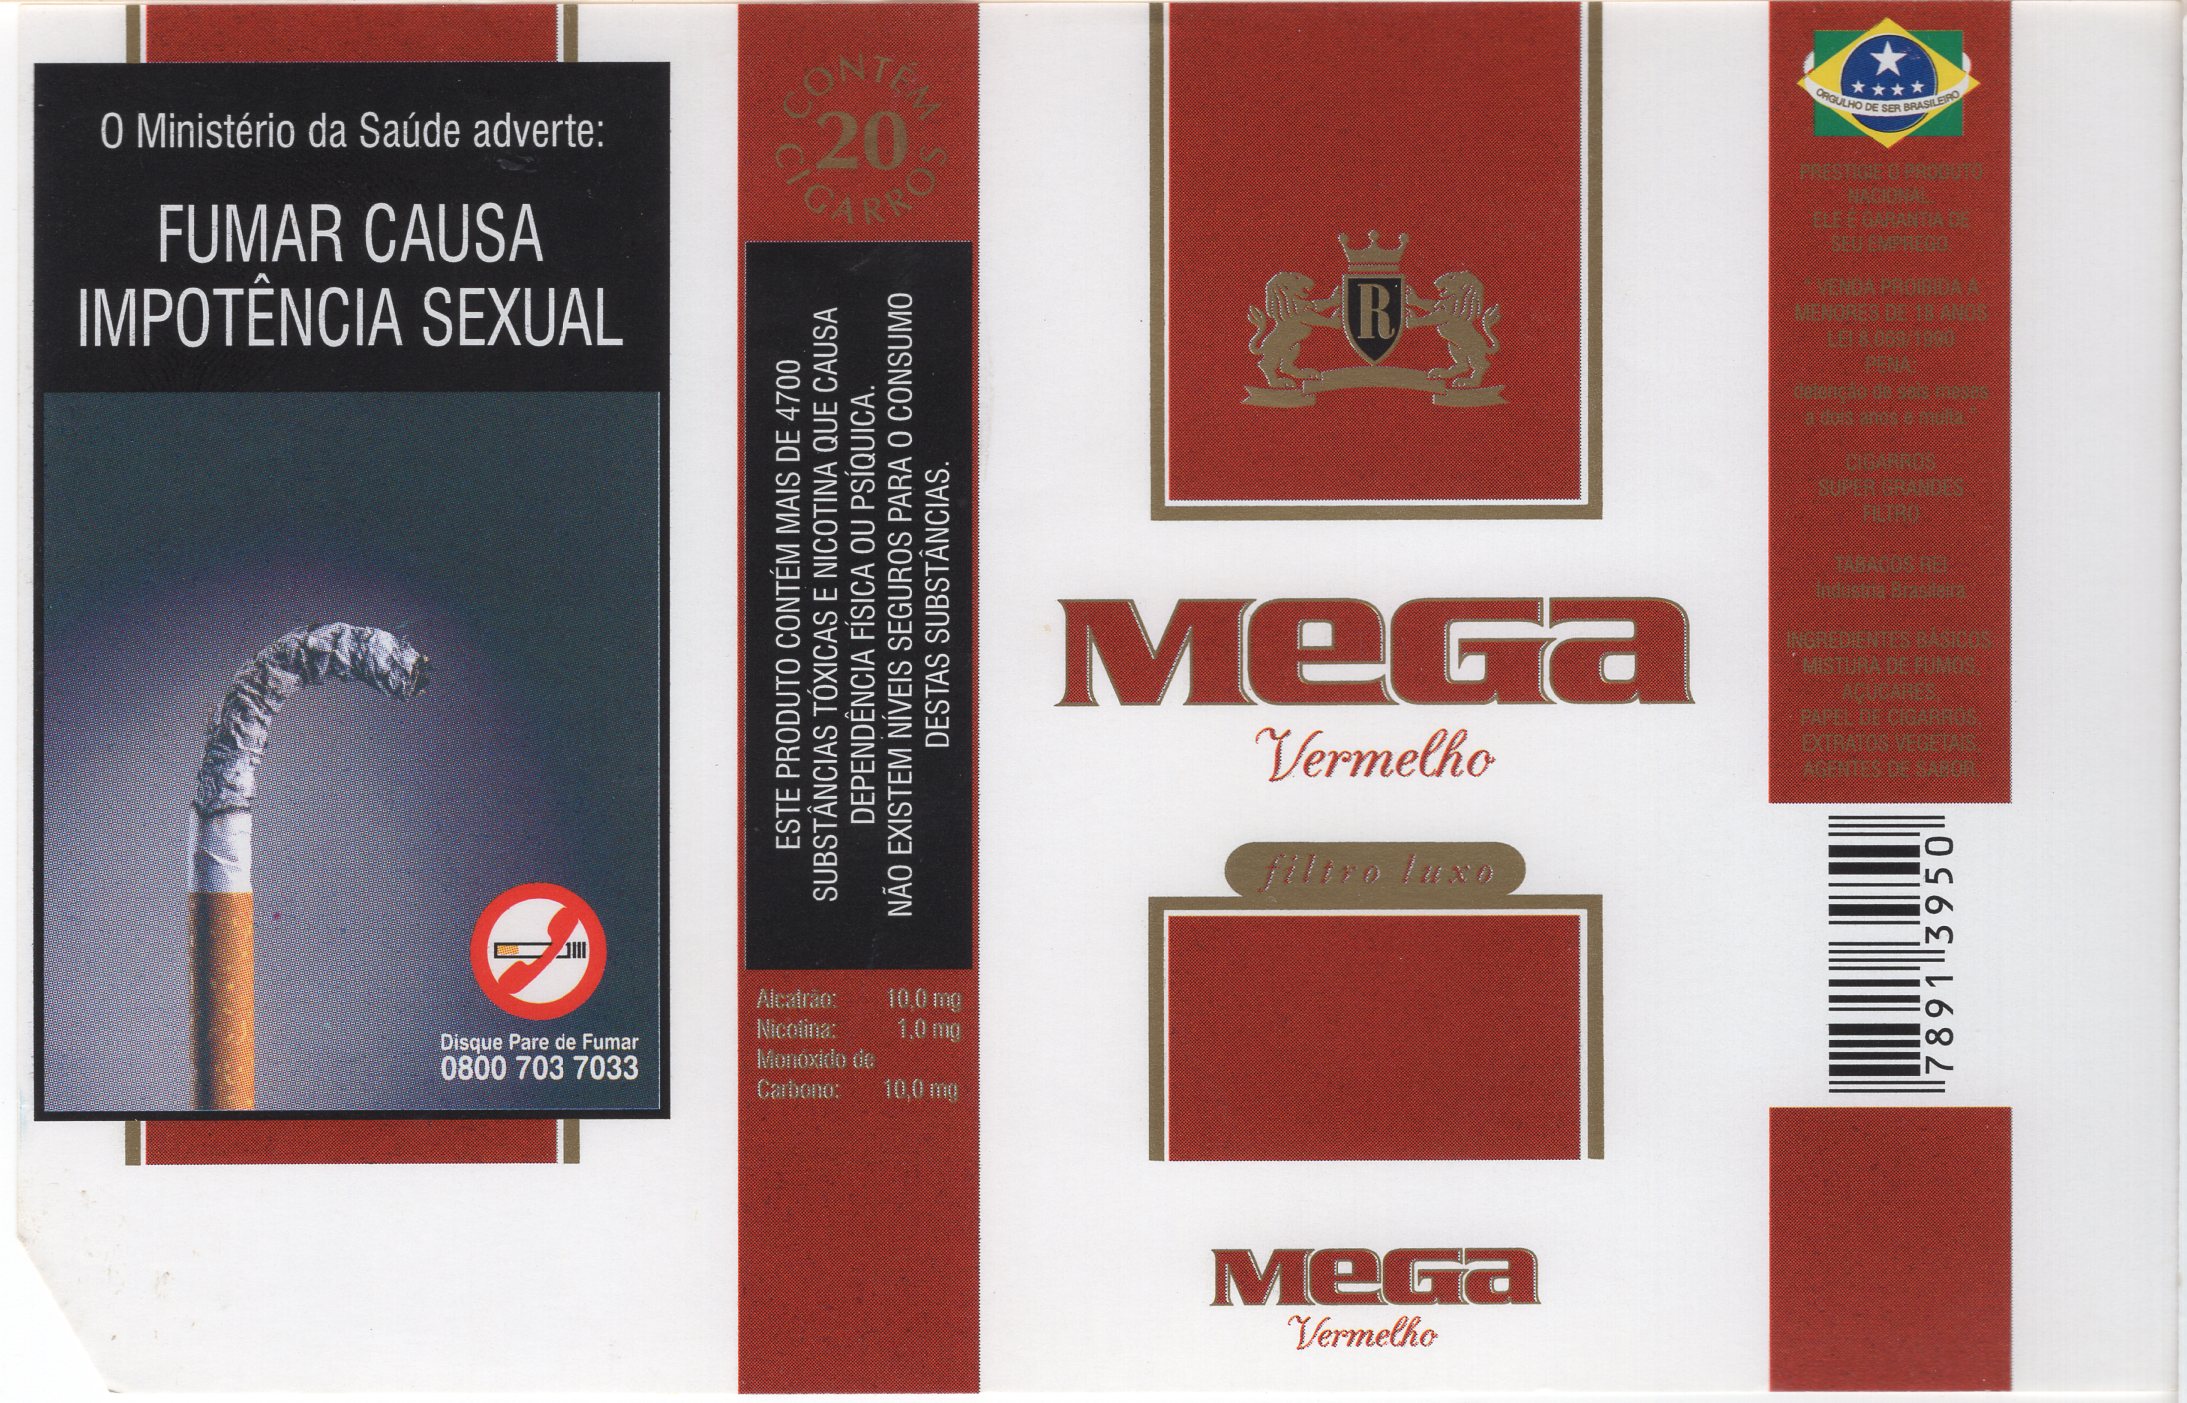 O Ministério da Saúde adverte:
FUMAR CAUSA
IMPOTÊNCIA SEXUAL
Disque Pare de Fumar
0800 703 7033
CONTÉM
20
CIGARROS
ESTE PRODUTO CONTÉM MAIS DE 4700
SUBSTÂNCIAS TÓXICAS E NICOTINA QUE CAUSA
DEPENDÊNCIA FÍSICA OU PSÍQUICA.
NÃO EXISTEM NÍVEIS SEGUROS PARA O CONSUMO
DESTAS SUBSTÂNCIAS.
Alcatrão: 10,0 mg
Nicotina: 1,0 mg
Monóxido de
Carbono: 10,0 mg
R
MeGa
Vermelho
filtro luxo
MeGa
Vermelho
ORGULHO DE SER BRASILEIRO
PRESTIGIE O PRODUTO
NACIONAL.
ELE É GARANTIA DE
SEU EMPREGO.
"VENDA PROIBIDA A
MENORES DE 18 ANOS
LEI 8.069/1990
PENA:
detenção de seis meses
a dois anos e multa."
CIGARROS
SUPER GRANDES
FILTRO
TABACOS REI
Indústria Brasileira
INGREDIENTES BÁSICOS
MISTURA DE FUMOS,
AÇÚCARES,
PAPEL DE CIGARROS,
EXTRATOS VEGETAIS,
AGENTES DE SABOR.
78913950